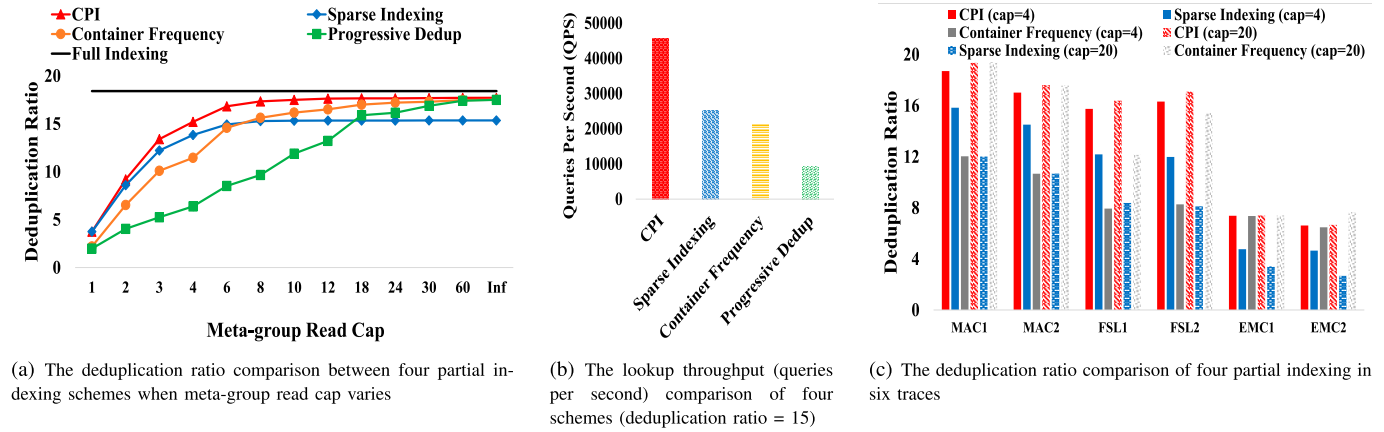 CPI
Sparse Indexing
Container Frequency
Progressive Dedup
Full Indexing
Deduplication Ratio
20
15
10
5
0
1 2 3 4 6 8 10 12 18 24 30 60 Inf
Meta-group Read Cap
(a) The deduplication ratio comparison between four partial in-
dexing schemes when meta-group read cap varies
Queries Per Second (QPS)
50000
40000
30000
20000
10000
0
CPI
Sparse Indexing
Container Frequency
Progressive Dedup
(b) The lookup throughput (queries
per second) comparison of four
schemes (deduplication ratio = 15)
CPI (cap=4)
Sparse Indexing (cap=4)
Container Frequency (cap=4)
CPI (cap=20)
Sparse Indexing (cap=20)
Container Frequency (cap=20)
Deduplication Ratio
20
16
12
8
4
0
MAC1 MAC2 FSL1 FSL2 EMC1 EMC2
(c) The deduplication ratio comparison of four partial indexing in
six traces